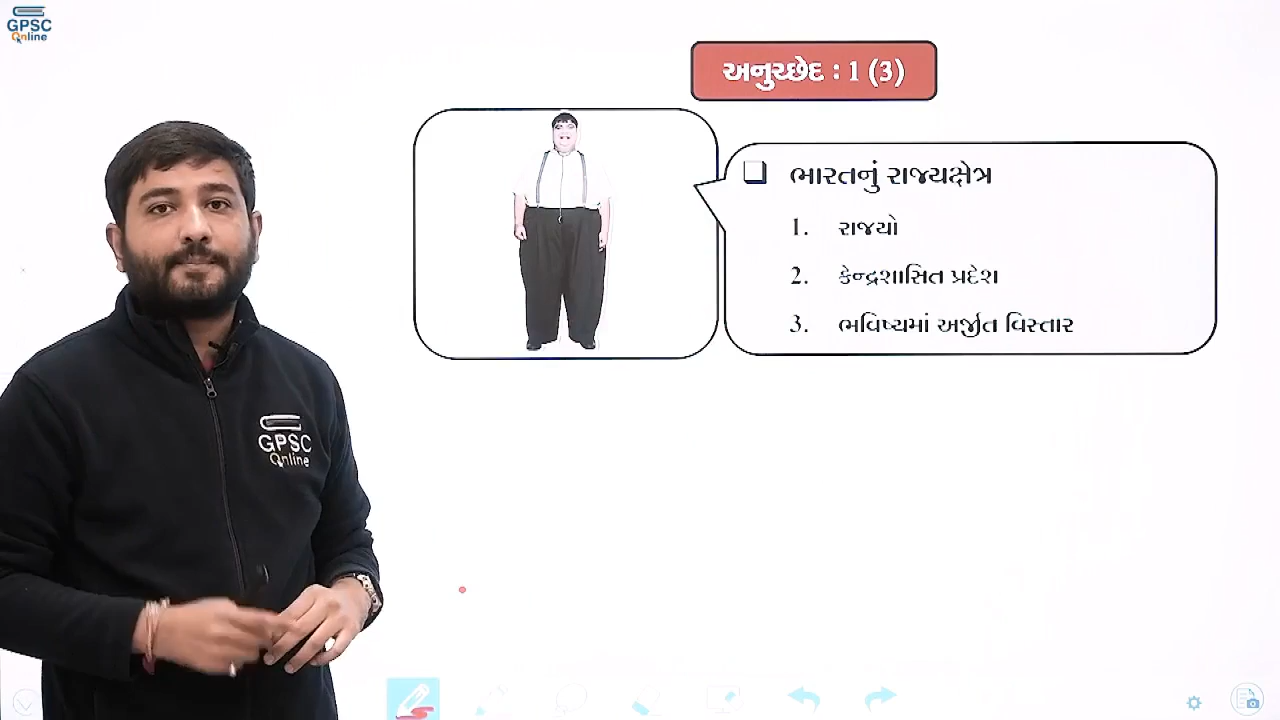 GPSC
Online
અનુચ્છેદ : 1 (3)
❑ ભારતનું રાજ્યક્ષેત્ર
1. રાજ્યો
2. કેન્દ્રશાસિત પ્રદેશ
3. ભવિષ્યમાં અર્જીત વિસ્તાર
GPSC
Online